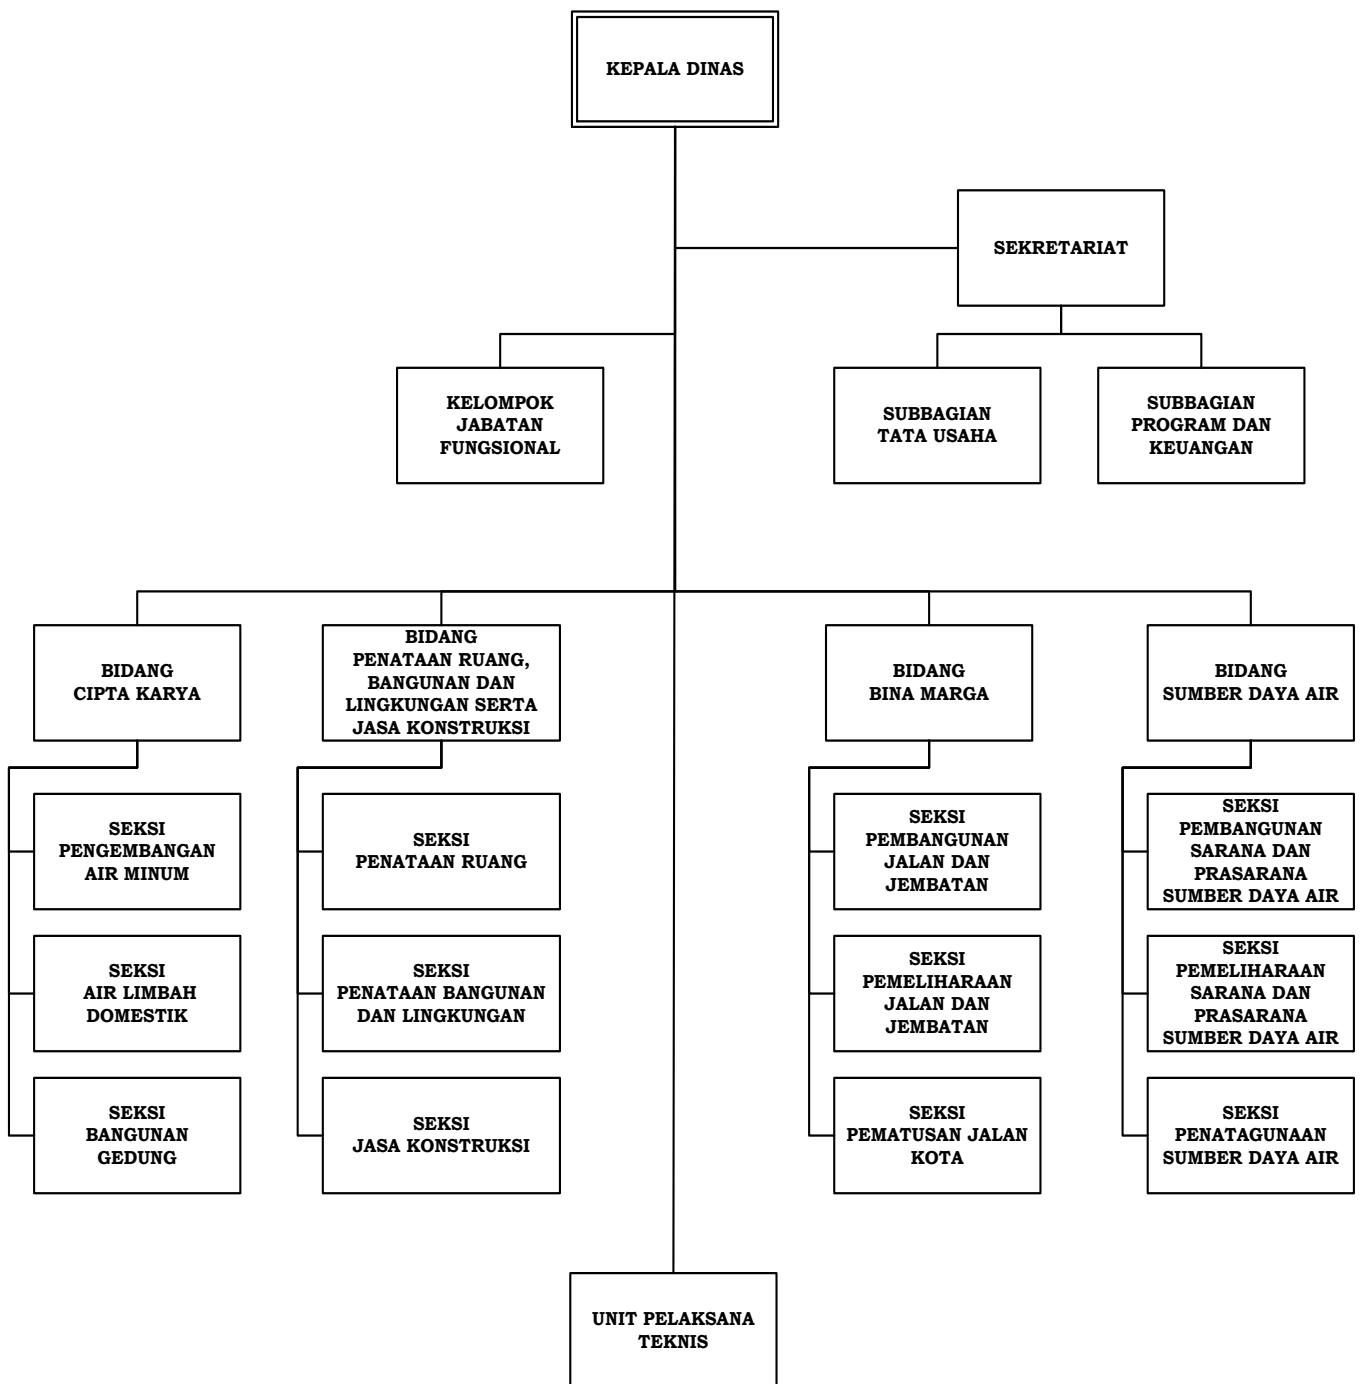 KEPALA DINAS
SEKRETARIAT
KELOMPOK
JABATAN
FUNGSIONAL
SUBBAGIAN
TATA USAHA
SUBBAGIAN
PROGRAM DAN
KEUANGAN
BIDANG
CIPTA KARYA
BIDANG
PENATAAN RUANG,
BANGUNAN DAN
LINGKUNGAN SERTA
JASA KONSTRUKSI
BIDANG
BINA MARGA
BIDANG
SUMBER DAYA AIR
SEKSI
PENGEMBANGAN
AIR MINUM
SEKSI
PENATAAN RUANG
SEKSI
PEMBANGUNAN
JALAN DAN
JEMBATAN
SEKSI
PEMBANGUNAN
SARANA DAN
PRASARANA
SUMBER DAYA AIR
SEKSI
AIR LIMBAH
DOMESTIK
SEKSI
PENATAAN BANGUNAN
DAN LINGKUNGAN
SEKSI
PEMELIHARAAN
JALAN DAN
JEMBATAN
SEKSI
PEMELIHARAAN
SARANA DAN
PRASARANA
SUMBER DAYA AIR
SEKSI
BANGUNAN
GEDUNG
SEKSI
JASA KONSTRUKSI
SEKSI
PEMATUSAN JALAN
KOTA
SEKSI
PENATAGUNAAN
SUMBER DAYA AIR
UNIT PELAKSANA
TEKNIS